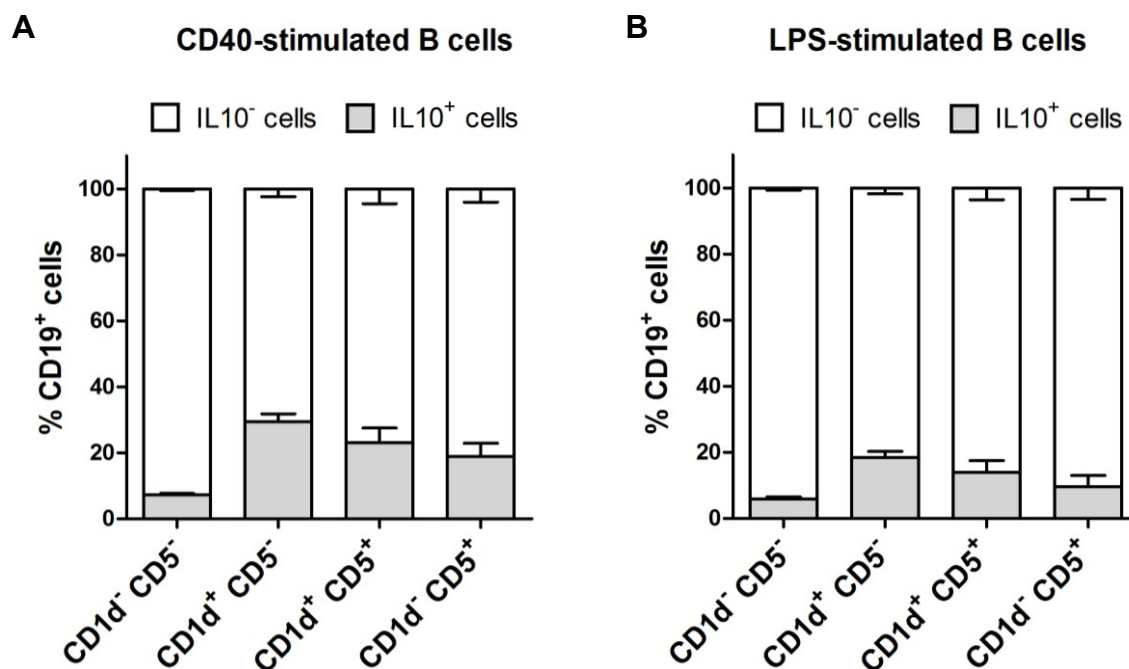 A
CD40-stimulated B cells
IL10⁻ cells
IL10⁺ cells
% CD19⁺ cells
100
80
60
40
20
0
CD1d⁻ CD5⁻
CD1d⁺ CD5⁻
CD1d⁺ CD5⁺
CD1d⁻ CD5⁺
B
LPS-stimulated B cells
IL10⁻ cells
IL10⁺ cells
% CD19⁺ cells
100
80
60
40
20
0
CD1d⁻ CD5⁻
CD1d⁺ CD5⁻
CD1d⁺ CD5⁺
CD1d⁻ CD5⁺